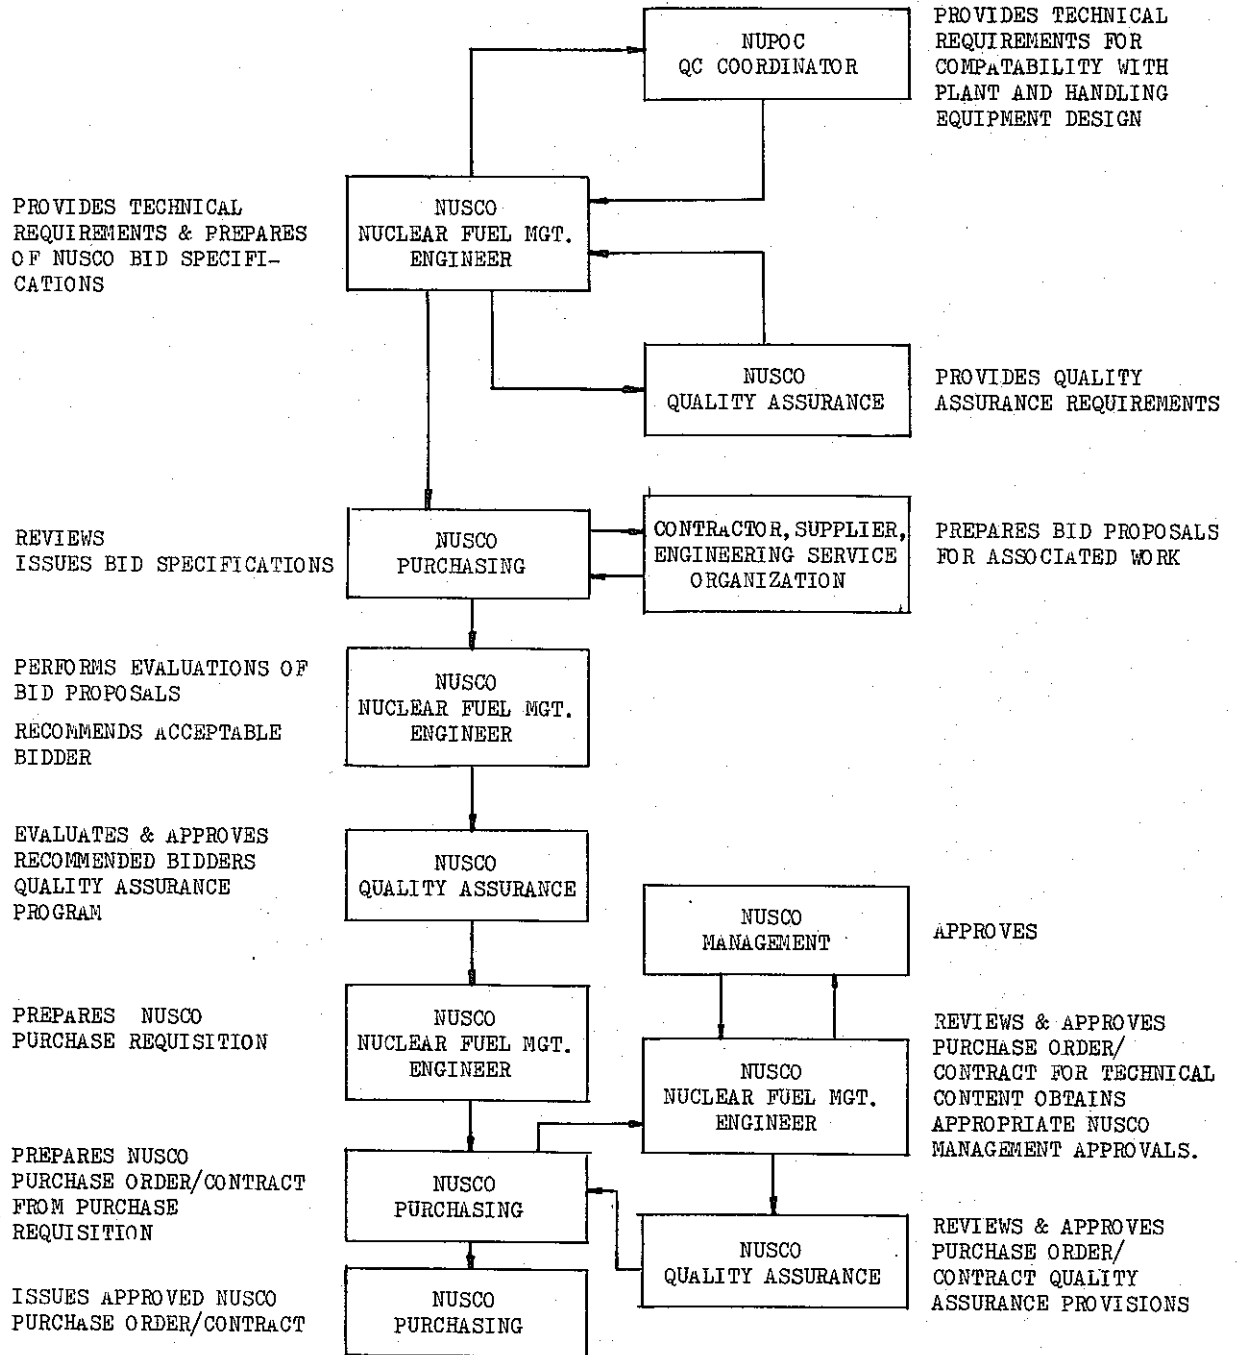 NUPOC
QC COORDINATOR
PROVIDES TECHNICAL
REQUIREMENTS FOR
COMPATABILITY WITH
PLANT AND HANDLING
EQUIPMENT DESIGN
PROVIDES TECHNICAL
REQUIREMENTS & PREPARES
OF NUSCO BID SPECIFI-
CATIONS
NUSCO
NUCLEAR FUEL MGT.
ENGINEER
NUSCO
QUALITY ASSURANCE
PROVIDES QUALITY
ASSURANCE REQUIREMENTS
REVIEWS
ISSUES BID SPECIFICATIONS
NUSCO
PURCHASING
CONTRACTOR, SUPPLIER,
ENGINEERING SERVICE
ORGANIZATION
PREPARES BID PROPOSALS
FOR ASSOCIATED WORK
PERFORMS EVALUATIONS OF
BID PROPOSALS
RECOMMENDS ACCEPTABLE
BIDDER
NUSCO
NUCLEAR FUEL MGT.
ENGINEER
EVALUATES & APPROVES
RECOMMENDED BIDDERS
QUALITY ASSURANCE
PROGRAM
NUSCO
QUALITY ASSURANCE
NUSCO
MANAGEMENT
APPROVES
PREPARES NUSCO
PURCHASE REQUISITION
NUSCO
NUCLEAR FUEL MGT.
ENGINEER
NUSCO
NUCLEAR FUEL MGT.
ENGINEER
REVIEWS & APPROVES
PURCHASE ORDER/
CONTRACT FOR TECHNICAL
CONTENT OBTAINS
APPROPRIATE NUSCO
MANAGEMENT APPROVALS.
PREPARES NUSCO
PURCHASE ORDER/CONTRACT
FROM PURCHASE
REQUISITION
NUSCO
PURCHASING
NUSCO
QUALITY ASSURANCE
REVIEWS & APPROVES
PURCHASE ORDER/
CONTRACT QUALITY
ASSURANCE PROVISIONS
ISSUES APPROVED NUSCO
PURCHASE ORDER/CONTRACT
NUSCO
PURCHASING